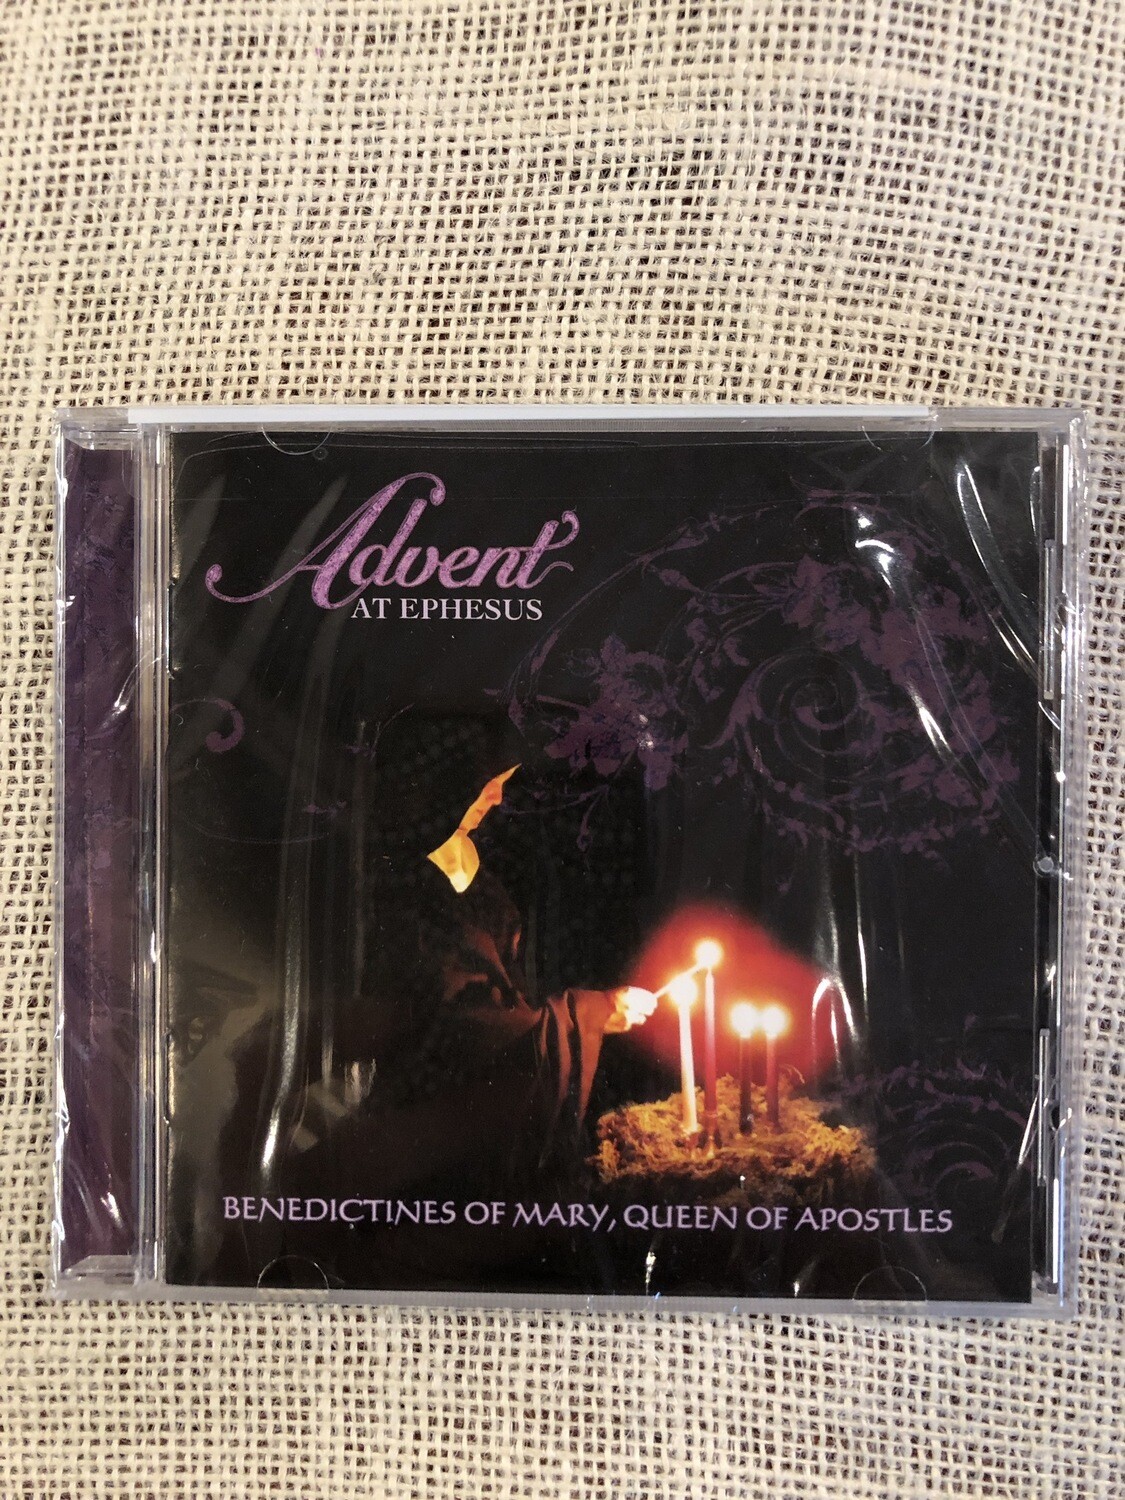 Advent
AT EPHESUS
BENEDICTINES OF MARY, QUEEN OF APOSTLES